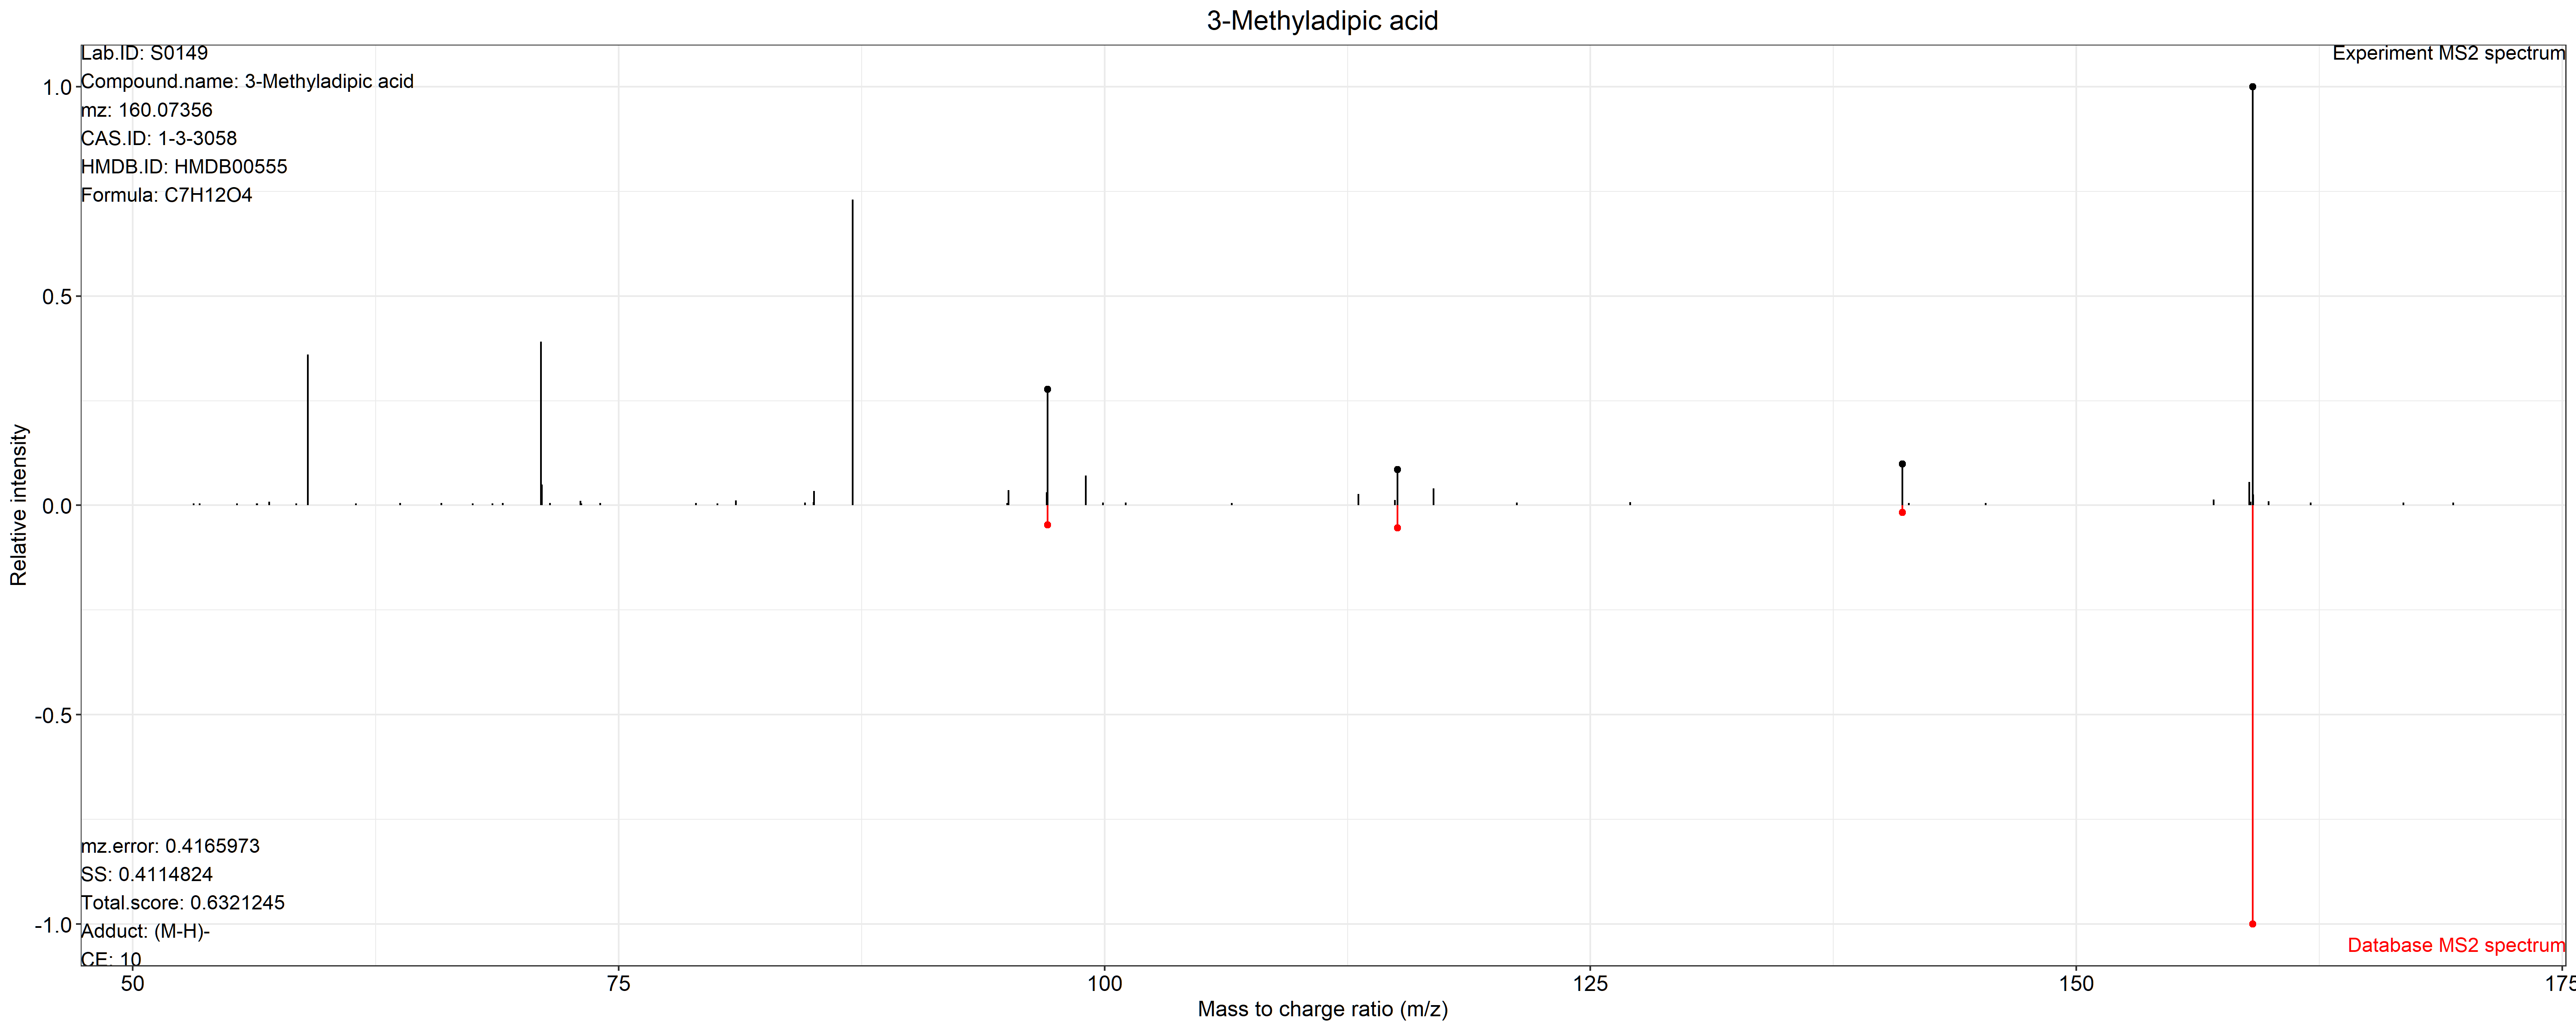 3-Methyladipic acid
Lab.ID: S0149
Experiment MS2 spectrum
Compound.name: 3-Methyladipic acid
mz: 160.07356
CAS.ID: 1-3-3058
HMDB.ID: HMDB00555
Formula: C7H12O4
1.0
0.5
0.0
-0.5
-1.0
Relative intensity
mz.error: 0.4165973
SS: 0.4114824
Total.score: 0.6321245
Adduct: (M-H)-
CE: 10
Database MS2 spectrum
50 75 100 125 150 175
Mass to charge ratio (m/z)